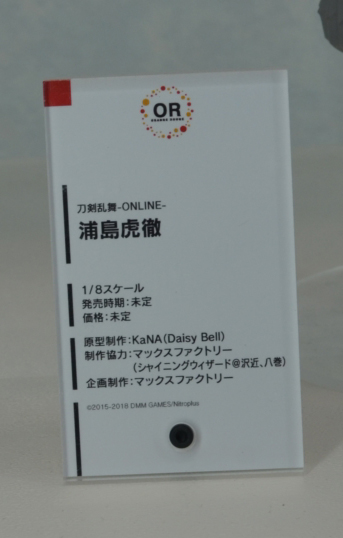 OR
ORANGE ROUGE
刀剣乱舞-ONLINE-
浦島虎徹
1/8スケール
発売時期:未定
価格:未定
原型制作:KaNA(Daisy Bell)
制作協力:マックスファクトリー
(シャイニングウィザード@沢近、八巻)
企画制作:マックスファクトリー
©2015-2016 DMM GAMES/Nitroplus